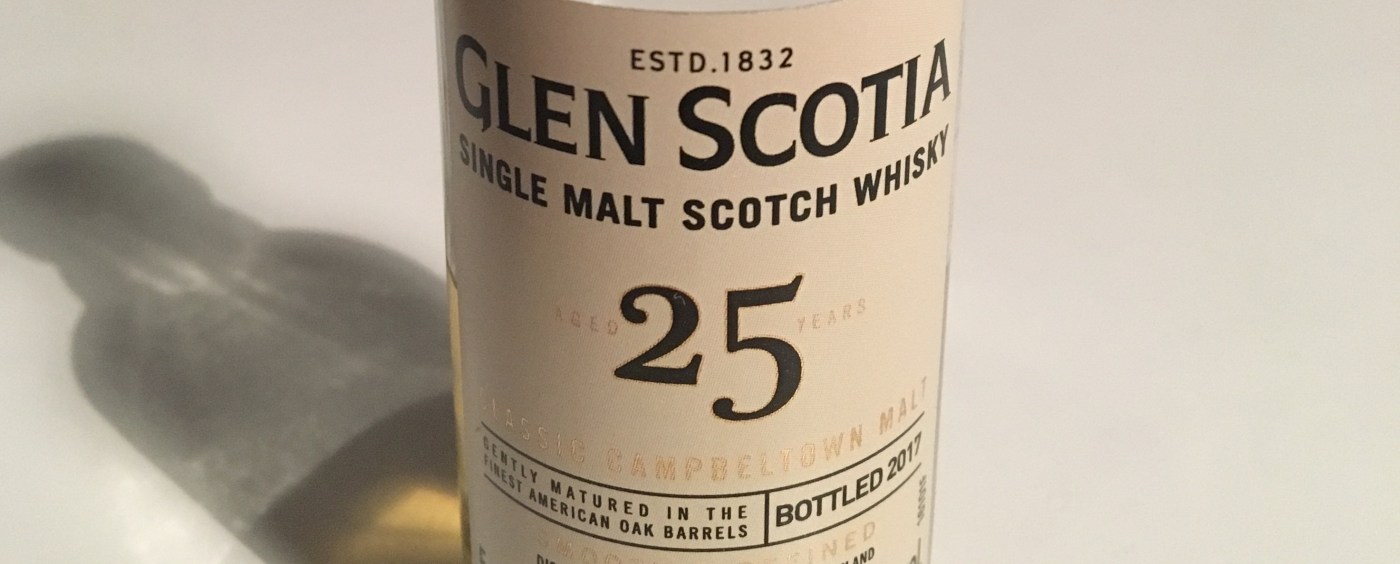 ESTD.1832
GLEN SCOTIA
SINGLE MALT SCOTCH WHISKY
AGED 25 YEARS
CLASSIC CAMPBELTOWN MALT
GENTLY MATURED IN THE
FINEST AMERICAN OAK BARRELS
BOTTLED 2017